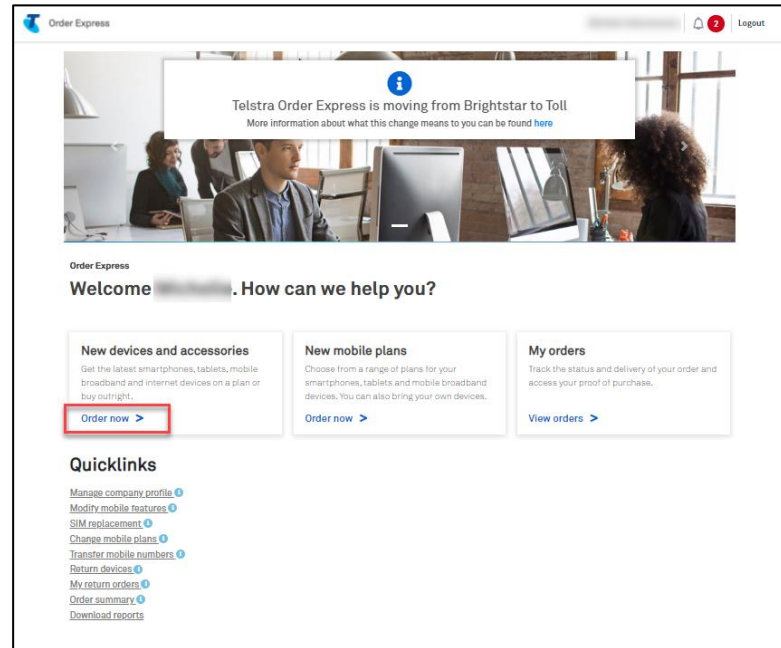 Order Express
2
Logout
Telstra Order Express is moving from Brightstar to Toll
More information about what this change means to you can be found here
Order Express
Welcome . How can we help you?
New devices and accessories
Get the latest smartphones, tablets, mobile
broadband and internet devices on a plan or
buy outright.
Order now >
New mobile plans
Choose from a range of plans for your
smartphones, tablets and mobile broadband
devices. You can also bring your own devices.
Order now >
My orders
Track the status and delivery of your order and
access your proof of purchase.
View orders >
Quicklinks
Manage company profile
Modify mobile features
SIM replacement
Change mobile plans
Transfer mobile numbers
Return devices
My return orders
Order summary
Download reports